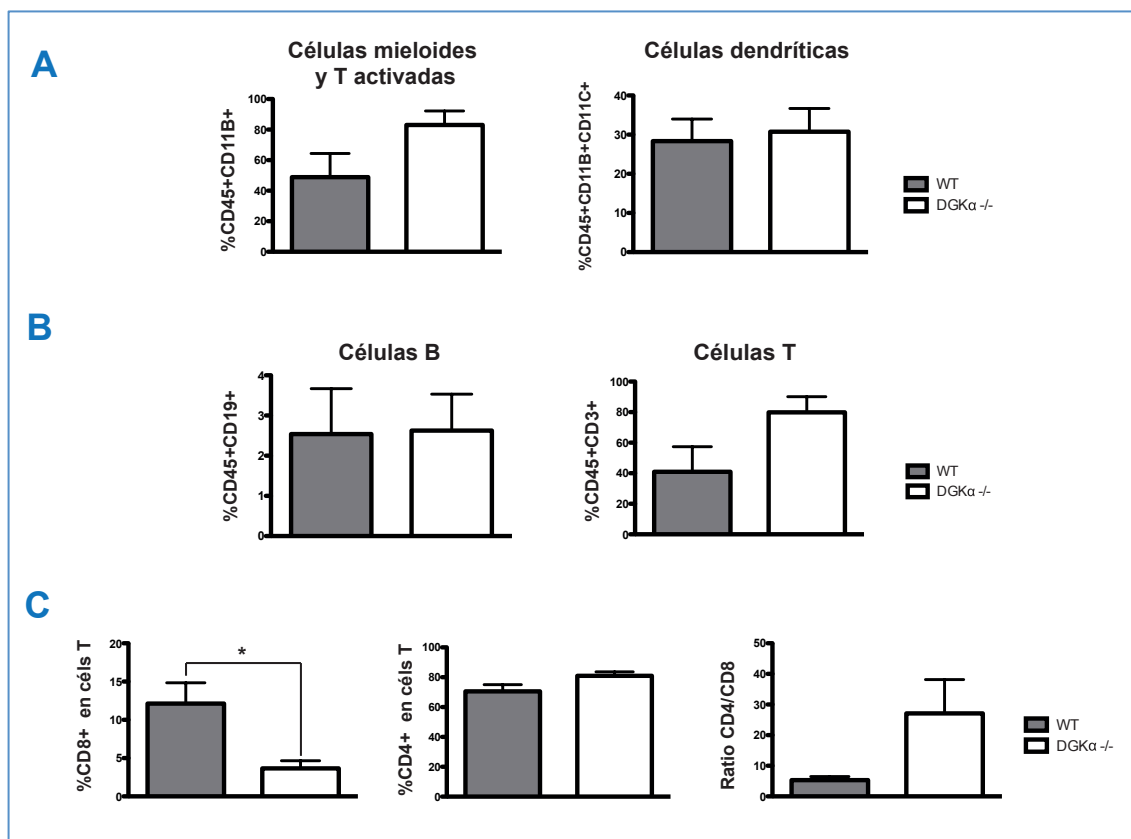 A
Células mieloides
y T activadas
%CD45+CD11B+
100
80
60
40
20
0
Células dendríticas
%CD45+CD11B+CD11C+
40
30
20
10
0
WT
DGKα -/-
B
Células B
%CD45+CD19+
4
3
2
1
0
Células T
%CD45+CD3+
100
80
60
40
20
0
WT
DGKα -/-
C
%CD8+ en céls T
20
15
10
5
0
*
%CD4+ en céls T
100
80
60
40
20
0
Ratio CD4/CD8
50
40
30
20
10
0
WT
DGKα -/-